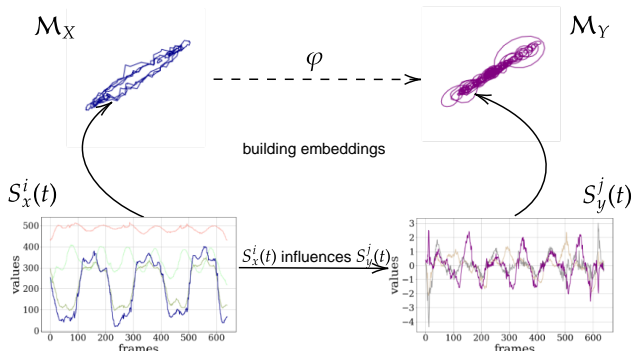 M_X
M_Y
φ
building embeddings
S_x^i(t)
S_y^j(t)
S_x^i(t) influences S_y^j(t)
values
500
400
300
200
100
0
0 100 200 300 400 500 600
frames
values
3
2
1
0
−1
−2
−3
−4
0 100 200 300 400 500 600
frames